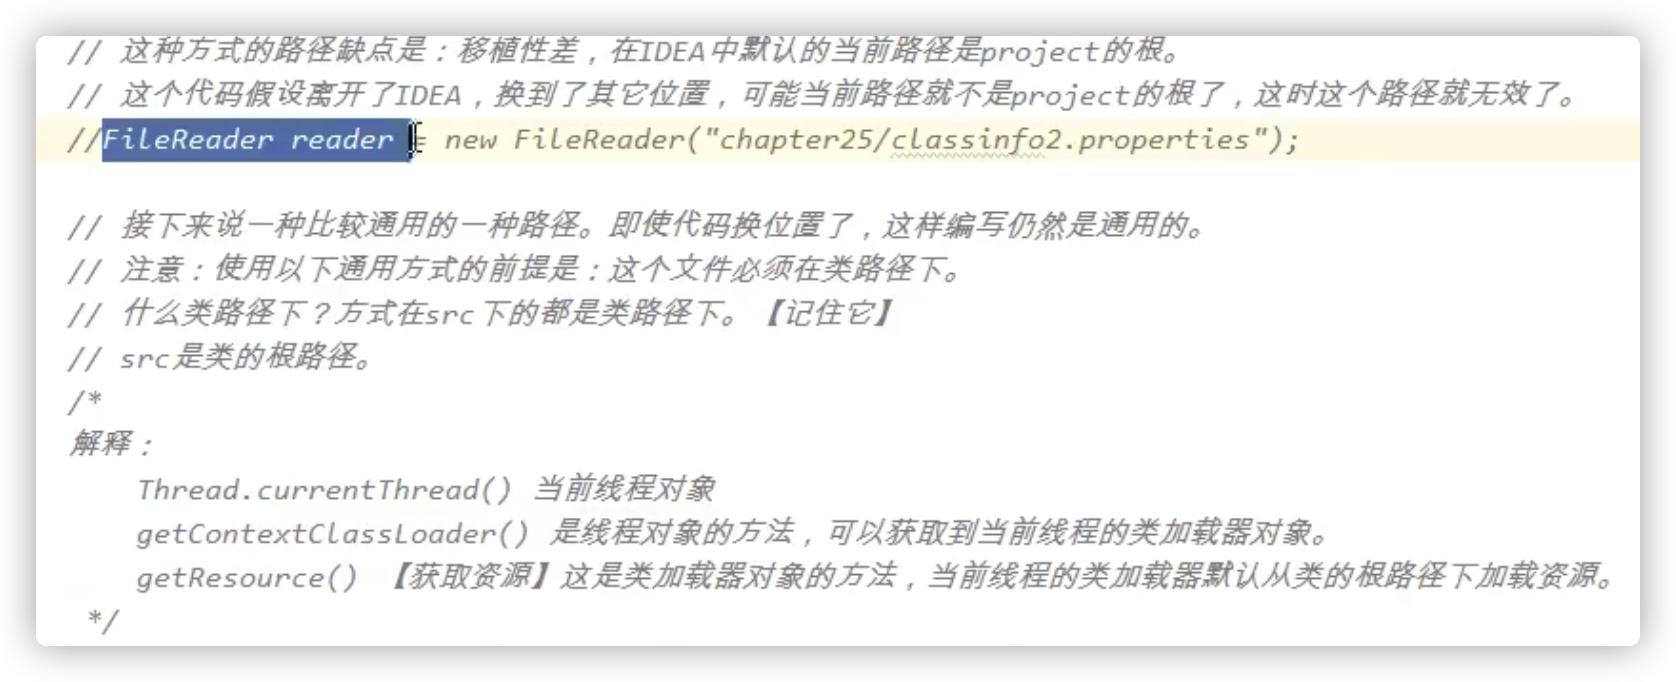 // 这种方式的路径缺点是：移植性差，在IDEA中默认的当前路径是project的根。
// 这个代码假设离开了IDEA，换到了其它位置，可能当前路径就不是project的根了，这时这个路径就无效了。
//FileReader reader = new FileReader("chapter25/classinfo2.properties");
// 接下来说一种比较通用的一种路径。即使代码换位置了，这样编写仍然是通用的。
// 注意：使用以下通用方式的前提是：这个文件必须在类路径下。
// 什么类路径下？方式在src下的都是类路径下。【记住它】
// src是类的根路径。
/*
解释：
Thread.currentThread() 当前线程对象
getContextClassLoader() 是线程对象的方法，可以获取到当前线程的类加载器对象。
getResource() 【获取资源】这是类加载器对象的方法，当前线程的类加载器默认从类的根路径下加载资源。
*/